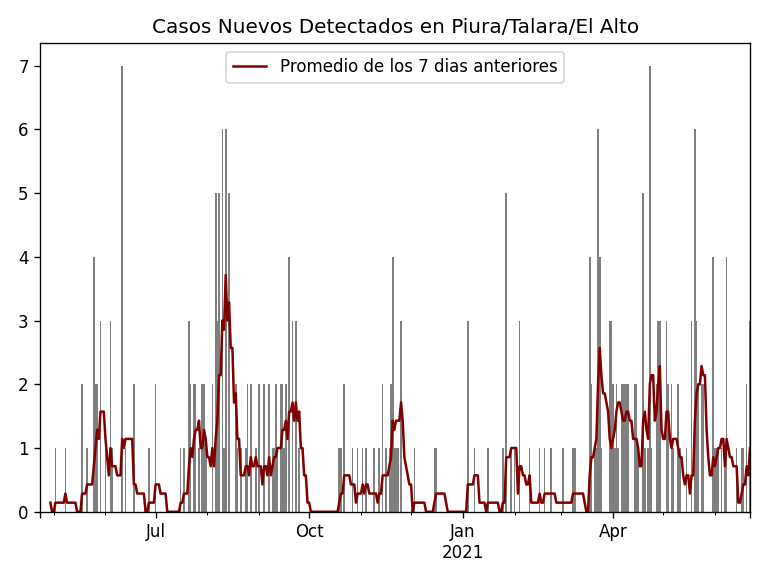 Casos Nuevos Detectados en Piura/Talara/El Alto
Promedio de los 7 dias anteriores
7
6
5
4
3
2
1
0
Jul
Oct
Jan
2021
Apr